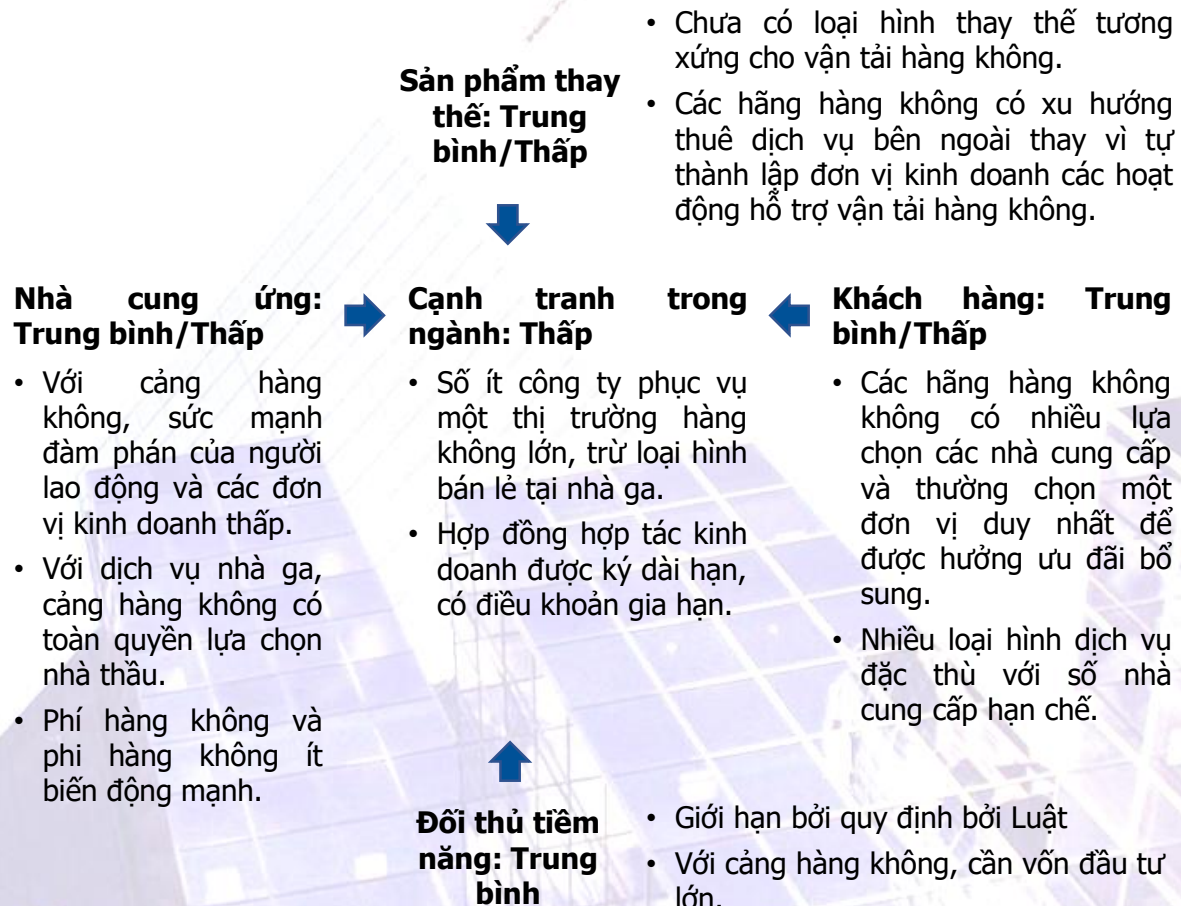 Sản phẩm thay
thế: Trung
bình/Thấp
• Chưa có loại hình thay thế tương
xứng cho vận tải hàng không.
• Các hãng hàng không có xu hướng
thuê dịch vụ bên ngoài thay vì tự
thành lập đơn vị kinh doanh các hoạt
động hỗ trợ vận tải hàng không.
Nhà cung ứng:
Trung bình/Thấp
• Với cảng hàng
không, sức mạnh
đàm phán của người
lao động và các đơn
vị kinh doanh thấp.
• Với dịch vụ nhà ga,
cảng hàng không có
toàn quyền lựa chọn
nhà thầu.
• Phí hàng không và
phi hàng không ít
biến động mạnh.
Cạnh tranh trong
ngành: Thấp
• Số ít công ty phục vụ
một thị trường hàng
không lớn, trừ loại hình
bán lẻ tại nhà ga.
• Hợp đồng hợp tác kinh
doanh được ký dài hạn,
có điều khoản gia hạn.
Khách hàng: Trung
bình/Thấp
• Các hãng hàng không
không có nhiều lựa
chọn các nhà cung cấp
và thường chọn một
đơn vị duy nhất để
được hưởng ưu đãi bổ
sung.
• Nhiều loại hình dịch vụ
đặc thù với số nhà
cung cấp hạn chế.
Đối thủ tiềm
năng: Trung
bình
• Giới hạn bởi quy định bởi Luật
• Với cảng hàng không, cần vốn đầu tư
lớn.